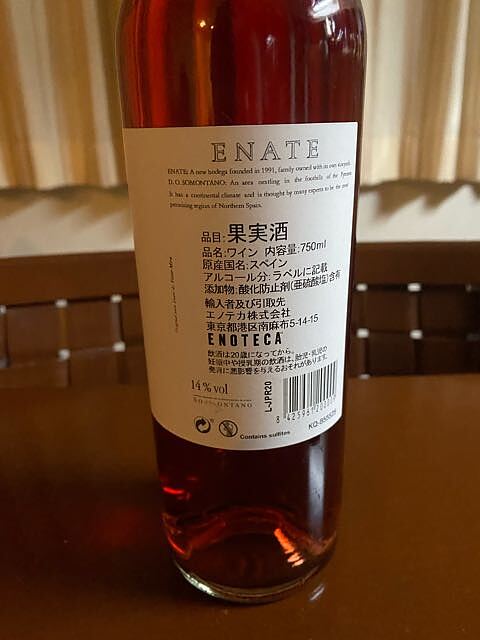 ENATE
ENATE: A new bodega founded in 1991, family owned with its own vineyards.
D. O. SOMONTANO: An area nestling in the foothills of the Pyrenees.
It has a continental climate and is thought by many experts to be the most
promising region of Northern Spain.
品目:果実酒
品名:ワイン 内容量:750ml
原産国名:スペイン
アルコール分:ラベルに記載
添加物:酸化防止剤(亜硫酸塩)含有
輸入者及び引取先
エノテカ株式会社
東京都港区南麻布5-14-15
ENOTECA
飲酒は20歳になってから。
妊娠中や授乳期の飲酒は、胎児・乳児の
発育に悪影響を与えるおそれがあります。
14% vol
SOMONTANO
L-JPR20
Contains sulfites